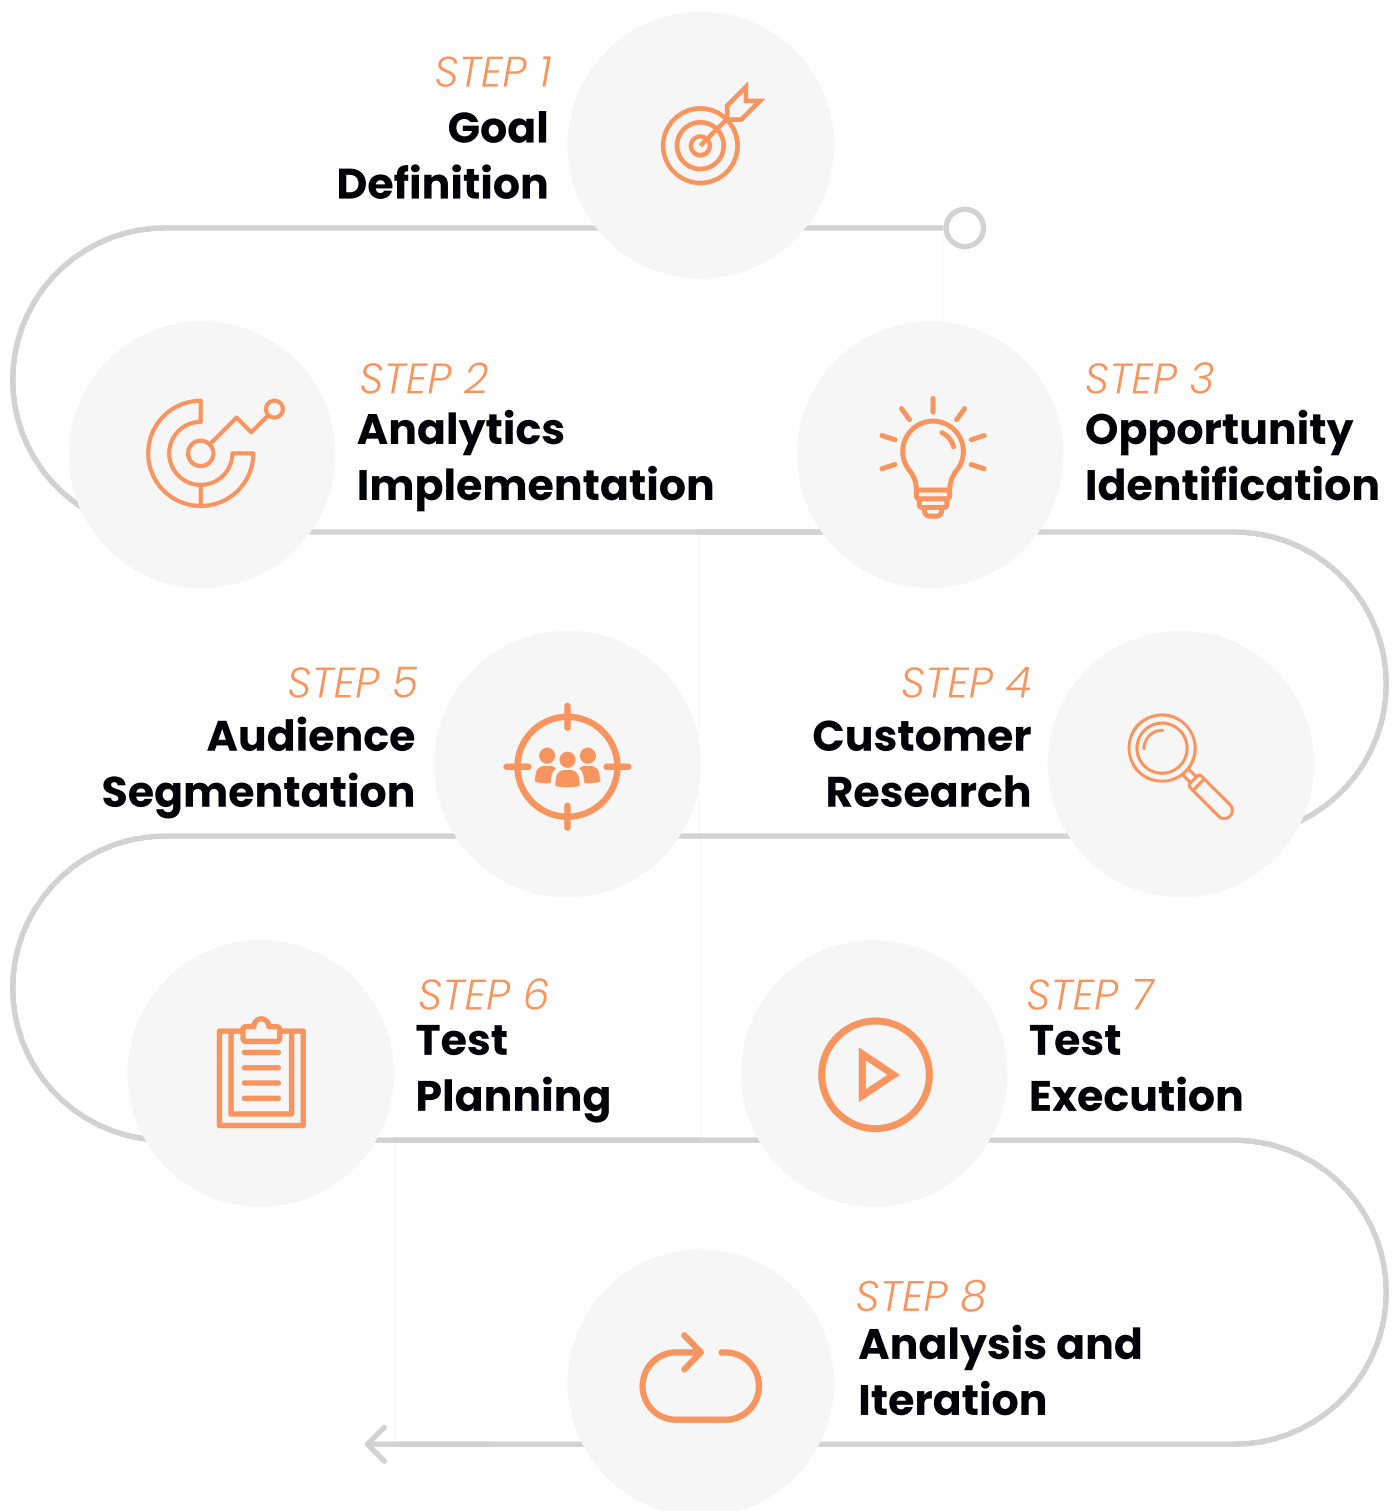 STEP 1
Goal
Definition
STEP 2
Analytics
Implementation
STEP 3
Opportunity
Identification
STEP 4
Customer
Research
STEP 5
Audience
Segmentation
STEP 6
Test
Planning
STEP 7
Test
Execution
STEP 8
Analysis and
Iteration